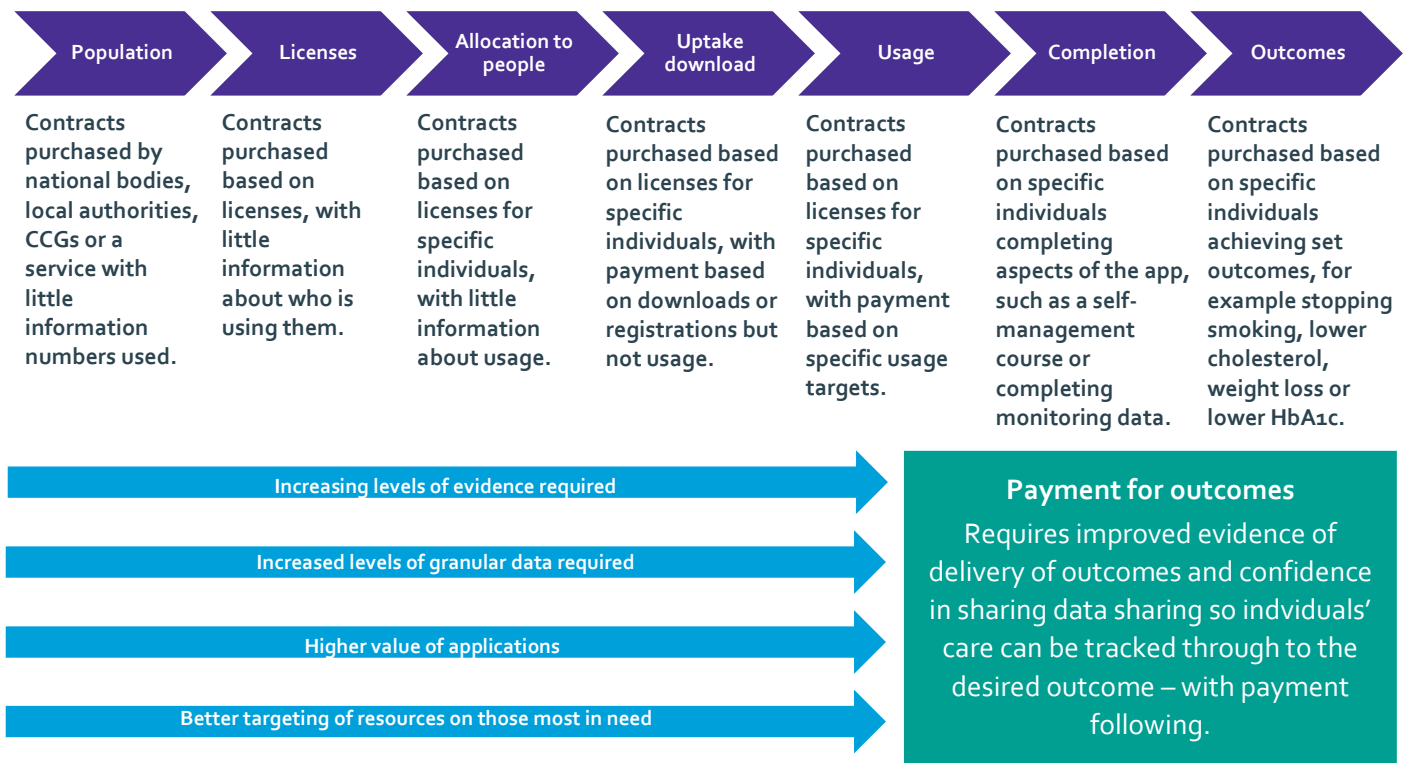 Population
Licenses
Allocation to
people
Uptake
download
Usage
Completion
Outcomes
Contracts
purchased by
national bodies,
local authorities,
CCGs or a
service with
little
information
numbers used.
Contracts
purchased
based on
licenses, with
little
information
about who is
using them.
Contracts
purchased
based on
licenses for
specific
individuals,
with little
information
about usage.
Contracts
purchased based
on licenses for
specific
individuals, with
payment based
on downloads or
registrations but
not usage.
Contracts
purchased
based on
licenses for
specific
individuals,
with payment
based on
specific usage
targets.
Contracts
purchased based
on specific
individuals
completing
aspects of the app,
such as a self-
management
course or
completing
monitoring data.
Contracts
purchased based
on specific
individuals
achieving set
outcomes, for
example stopping
smoking, lower
cholesterol,
weight loss or
lower HbA1c.
Increasing levels of evidence required
Increased levels of granular data required
Higher value of applications
Better targeting of resources on those most in need
Payment for outcomes
Requires improved evidence of
delivery of outcomes and confidence
in sharing data sharing so indviduals’
care can be tracked through to the
desired outcome – with payment
following.